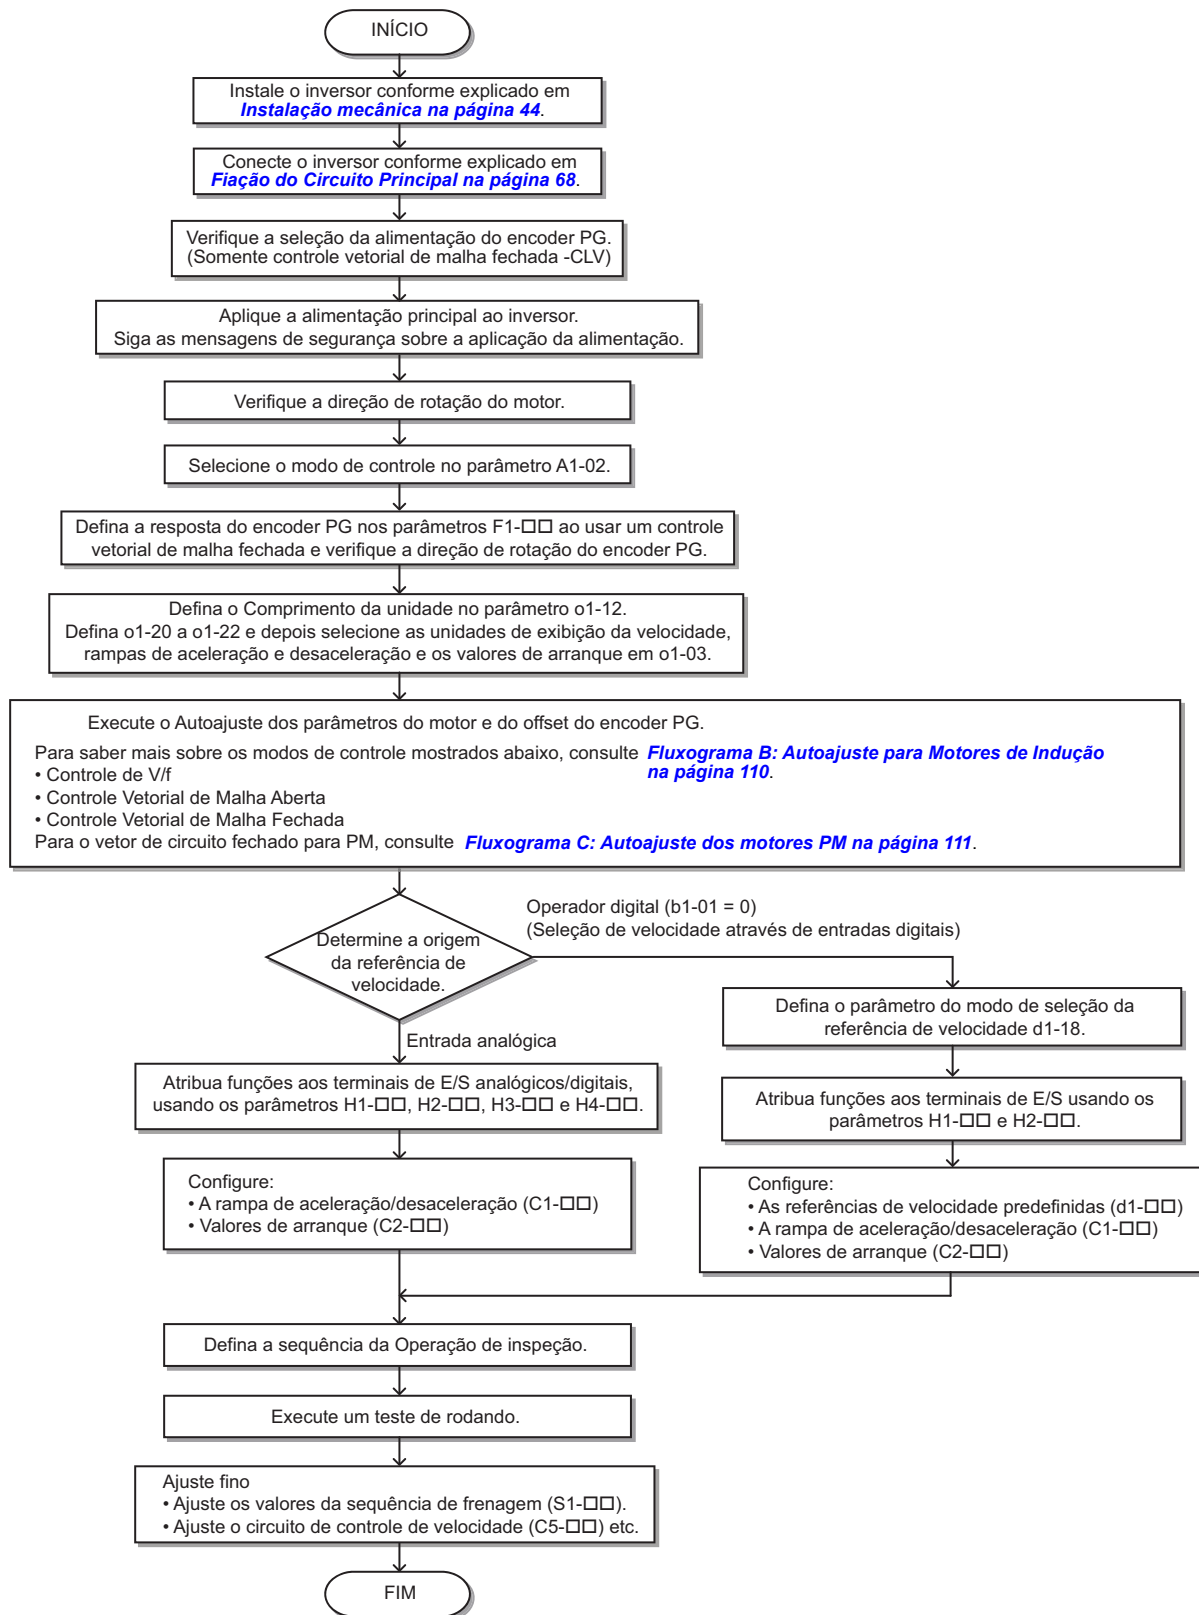 INÍCIO
Instale o inversor conforme explicado em
Instalação mecânica na página 44.
Conecte o inversor conforme explicado em
Fiação do Circuito Principal na página 68.
Verifique a seleção da alimentação do encoder PG.
(Somente controle vetorial de malha fechada -CLV)
Aplique a alimentação principal ao inversor.
Siga as mensagens de segurança sobre a aplicação da alimentação.
Verifique a direção de rotação do motor.
Selecione o modo de controle no parâmetro A1-02.
Defina a resposta do encoder PG nos parâmetros F1-□□ ao usar um controle
vetorial de malha fechada e verifique a direção de rotação do encoder PG.
Defina o Comprimento da unidade no parâmetro o1-12.
Defina o1-20 a o1-22 e depois selecione as unidades de exibição da velocidade,
rampas de aceleração e desaceleração e os valores de arranque em o1-03.
Execute o Autoajuste dos parâmetros do motor e do offset do encoder PG.
Para saber mais sobre os modos de controle mostrados abaixo, consulte Fluxograma B: Autoajuste para Motores de Indução
na página 110.
• Controle de V/f
• Controle Vetorial de Malha Aberta
• Controle Vetorial de Malha Fechada
Para o vetor de circuito fechado para PM, consulte Fluxograma C: Autoajuste dos motores PM na página 111.
Determine a origem
da referência de
velocidade.
Operador digital (b1-01 = 0)
(Seleção de velocidade através de entradas digitais)
Entrada analógica
Defina o parâmetro do modo de seleção da
referência de velocidade d1-18.
Atribua funções aos terminais de E/S analógicos/digitais,
usando os parâmetros H1-□□, H2-□□, H3-□□ e H4-□□.
Atribua funções aos terminais de E/S usando os
parâmetros H1-□□ e H2-□□.
Configure:
• A rampa de aceleração/desaceleração (C1-□□)
• Valores de arranque (C2-□□)
Configure:
• As referências de velocidade predefinidas (d1-□□)
• A rampa de aceleração/desaceleração (C1-□□)
• Valores de arranque (C2-□□)
Defina a sequência da Operação de inspeção.
Execute um teste de rodando.
Ajuste fino
• Ajuste os valores da sequência de frenagem (S1-□□).
• Ajuste o circuito de controle de velocidade (C5-□□) etc.
FIM